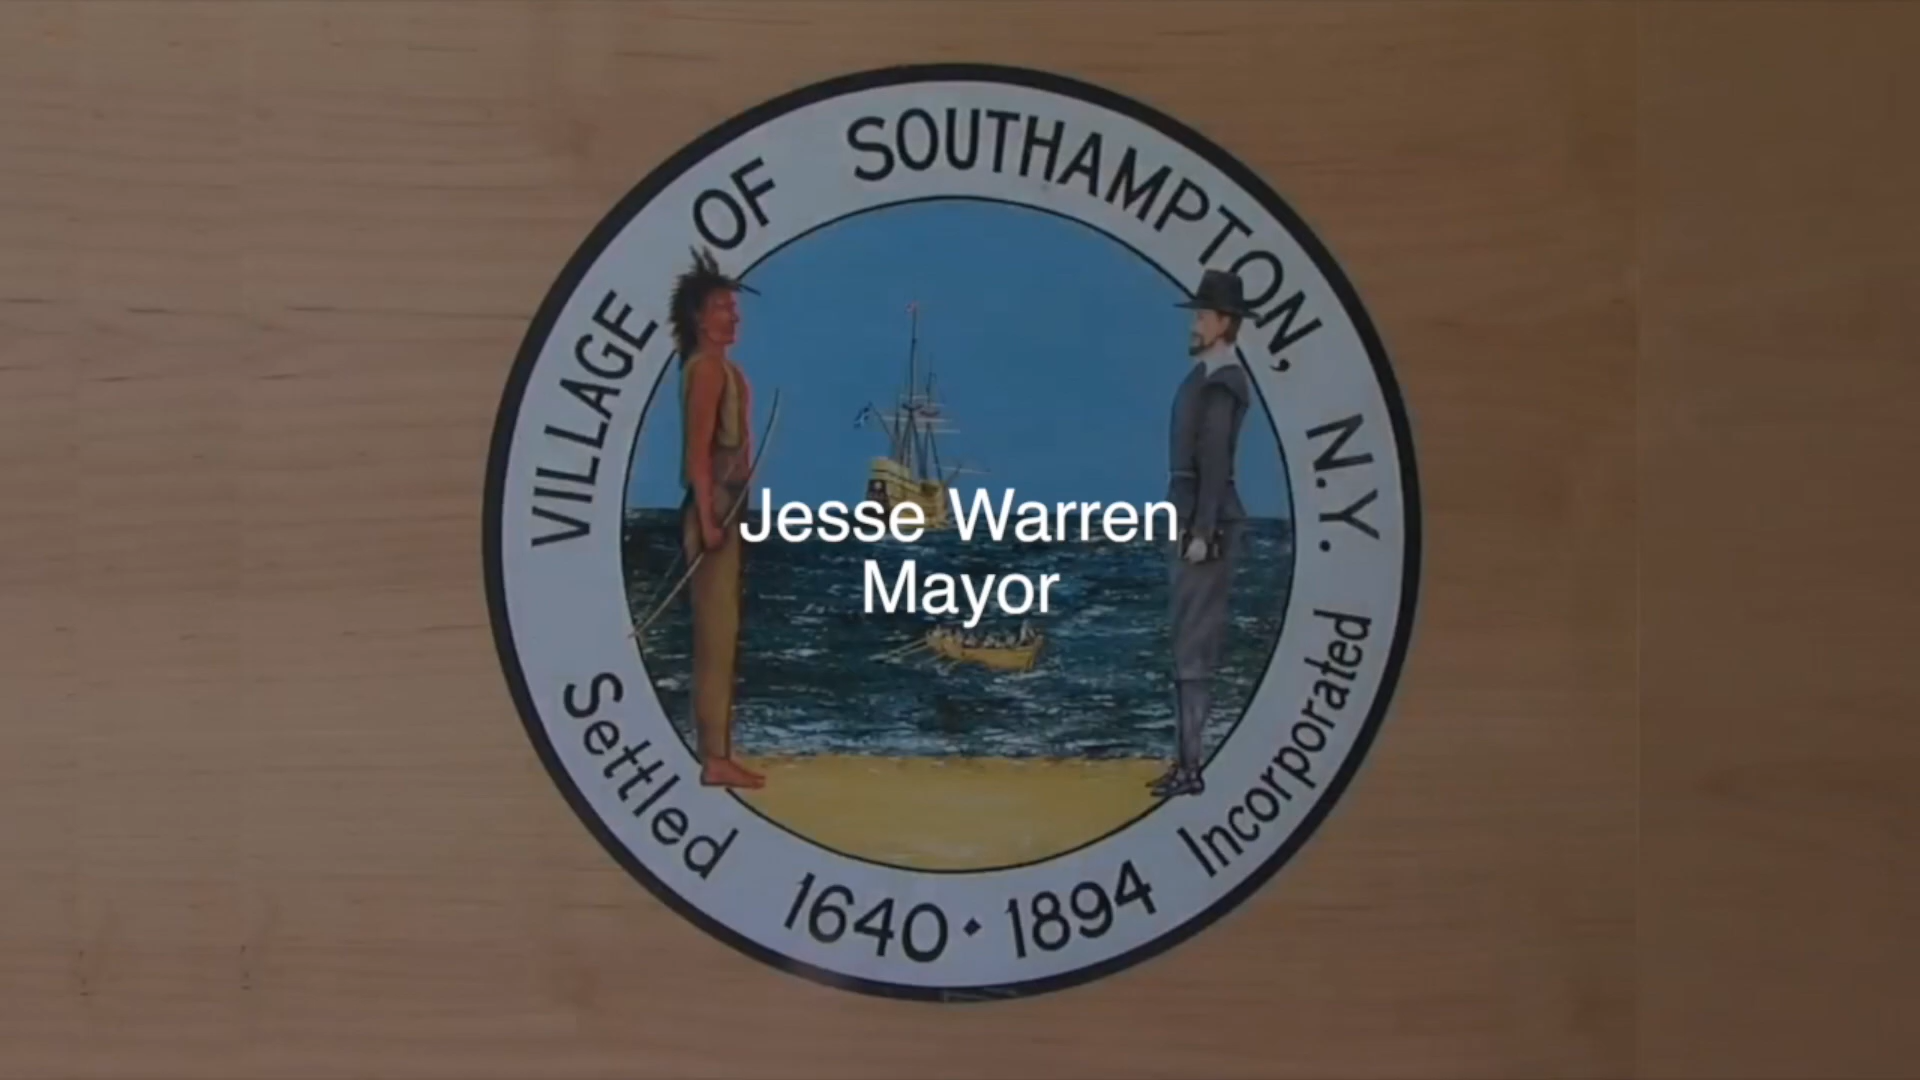 VILLAGE OF SOUTHAMPTON, N.Y.
Jesse Warren
Mayor
Settled 1640 · 1894 Incorporated